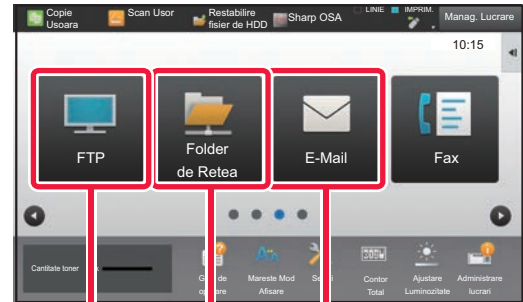 Copie
Usoara
Scan Usor
Restabilire
fisier de HDD
Sharp OSA
LINIE
IMPRIM.
Manag. Lucrare
10:15
FTP
Folder
de Retea
E-Mail
Fax
Cantitate toner
Mareste Mod
Afisare
Contor
Total
Ajustare
Luminozitate
Administrare
lucrari